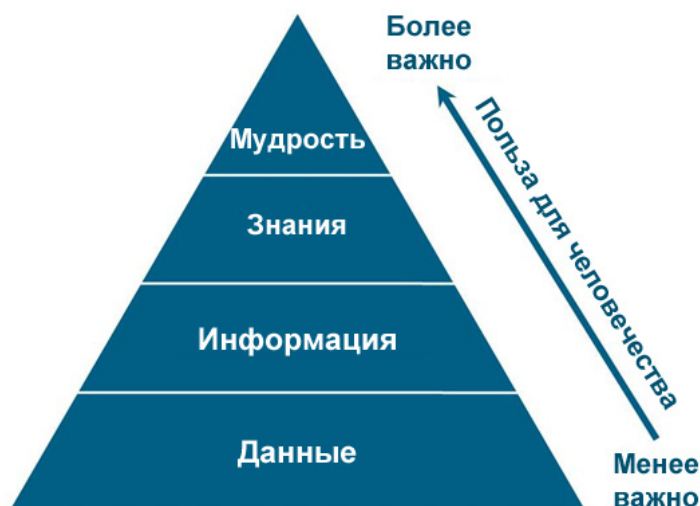 Более
важно
Польза для человечества
Мудрость
Знания
Информация
Данные
Менее
важно